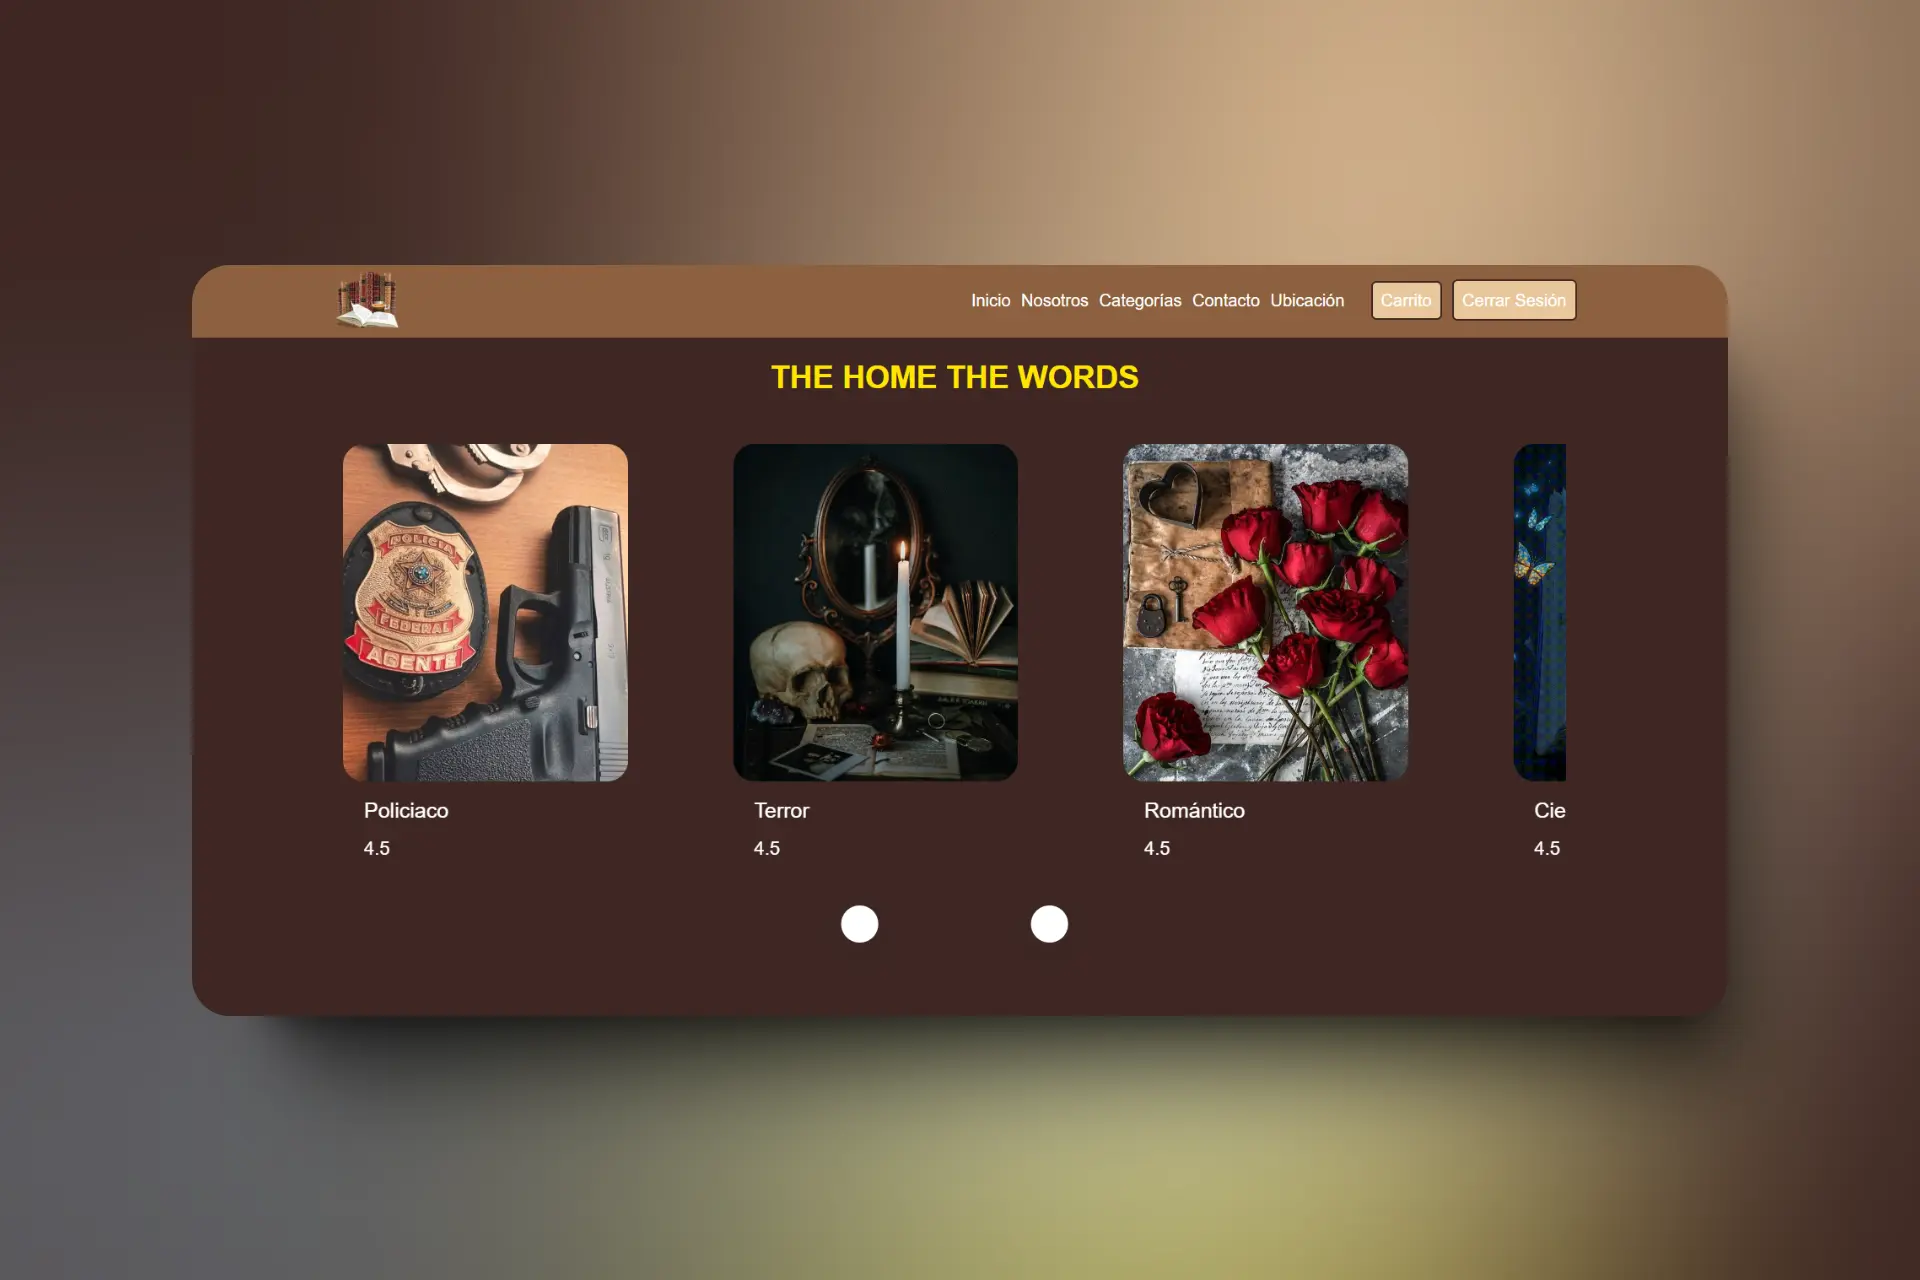 Inicio Nosotros Categorías Contacto Ubicación Carrito Cerrar Sesión
THE HOME THE WORDS
POLICIA
FEDERAL
AGENTE
Policiaco
4.5
Terror
4.5
Romántico
4.5
Cie
4.5